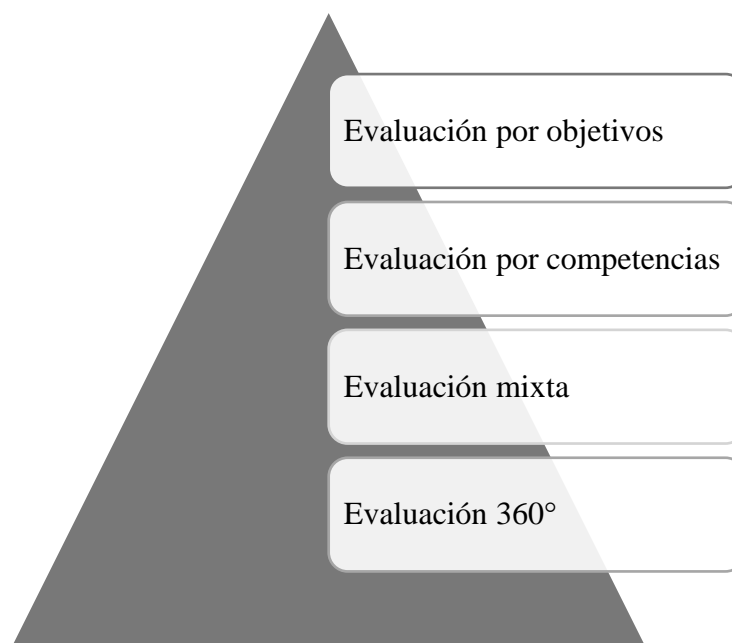 Evaluación por objetivos
Evaluación por competencias
Evaluación mixta
Evaluación 360°